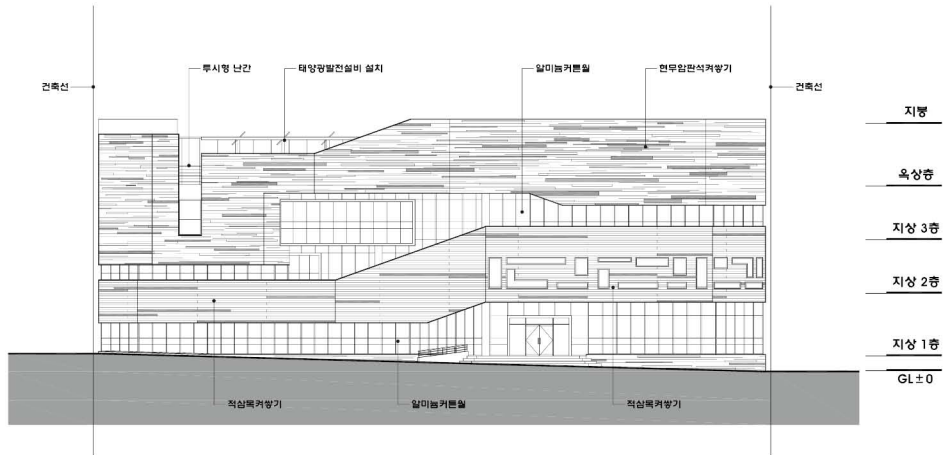 투시형 난간
태양광발전설비 설치
알미늄커튼월
현무암판석켜쌓기
건축선
건축선
지붕
옥상층
지상 3층
지상 2층
지상 1층
GL±0
적삼목켜쌓기
알미늄커튼월
적삼목켜쌓기